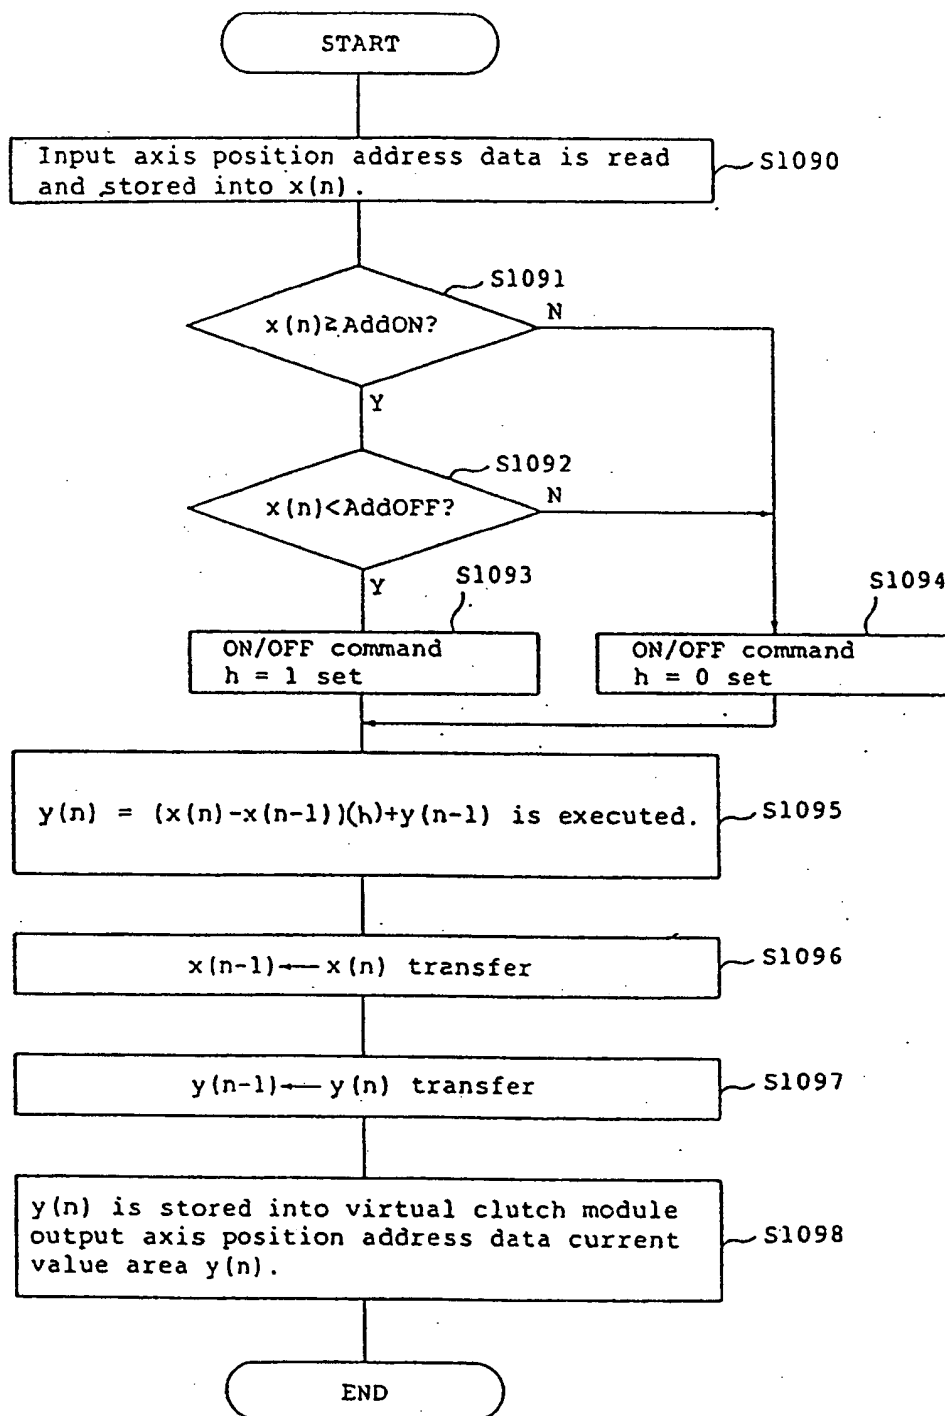 START
Input axis position address data is read
and stored into x(n).
S1090
S1091
x(n)≥AddON?
N
Y
S1092
x(n)<AddOFF?
N
Y
S1093
S1094
ON/OFF command
h = 1 set
ON/OFF command
h = 0 set
y(n) = (x(n)-x(n-1))(h)+y(n-1) is executed.
S1095
x(n-1)← x(n) transfer
S1096
y(n-1)← y(n) transfer
S1097
y(n) is stored into virtual clutch module
output axis position address data current
value area y(n).
S1098
END